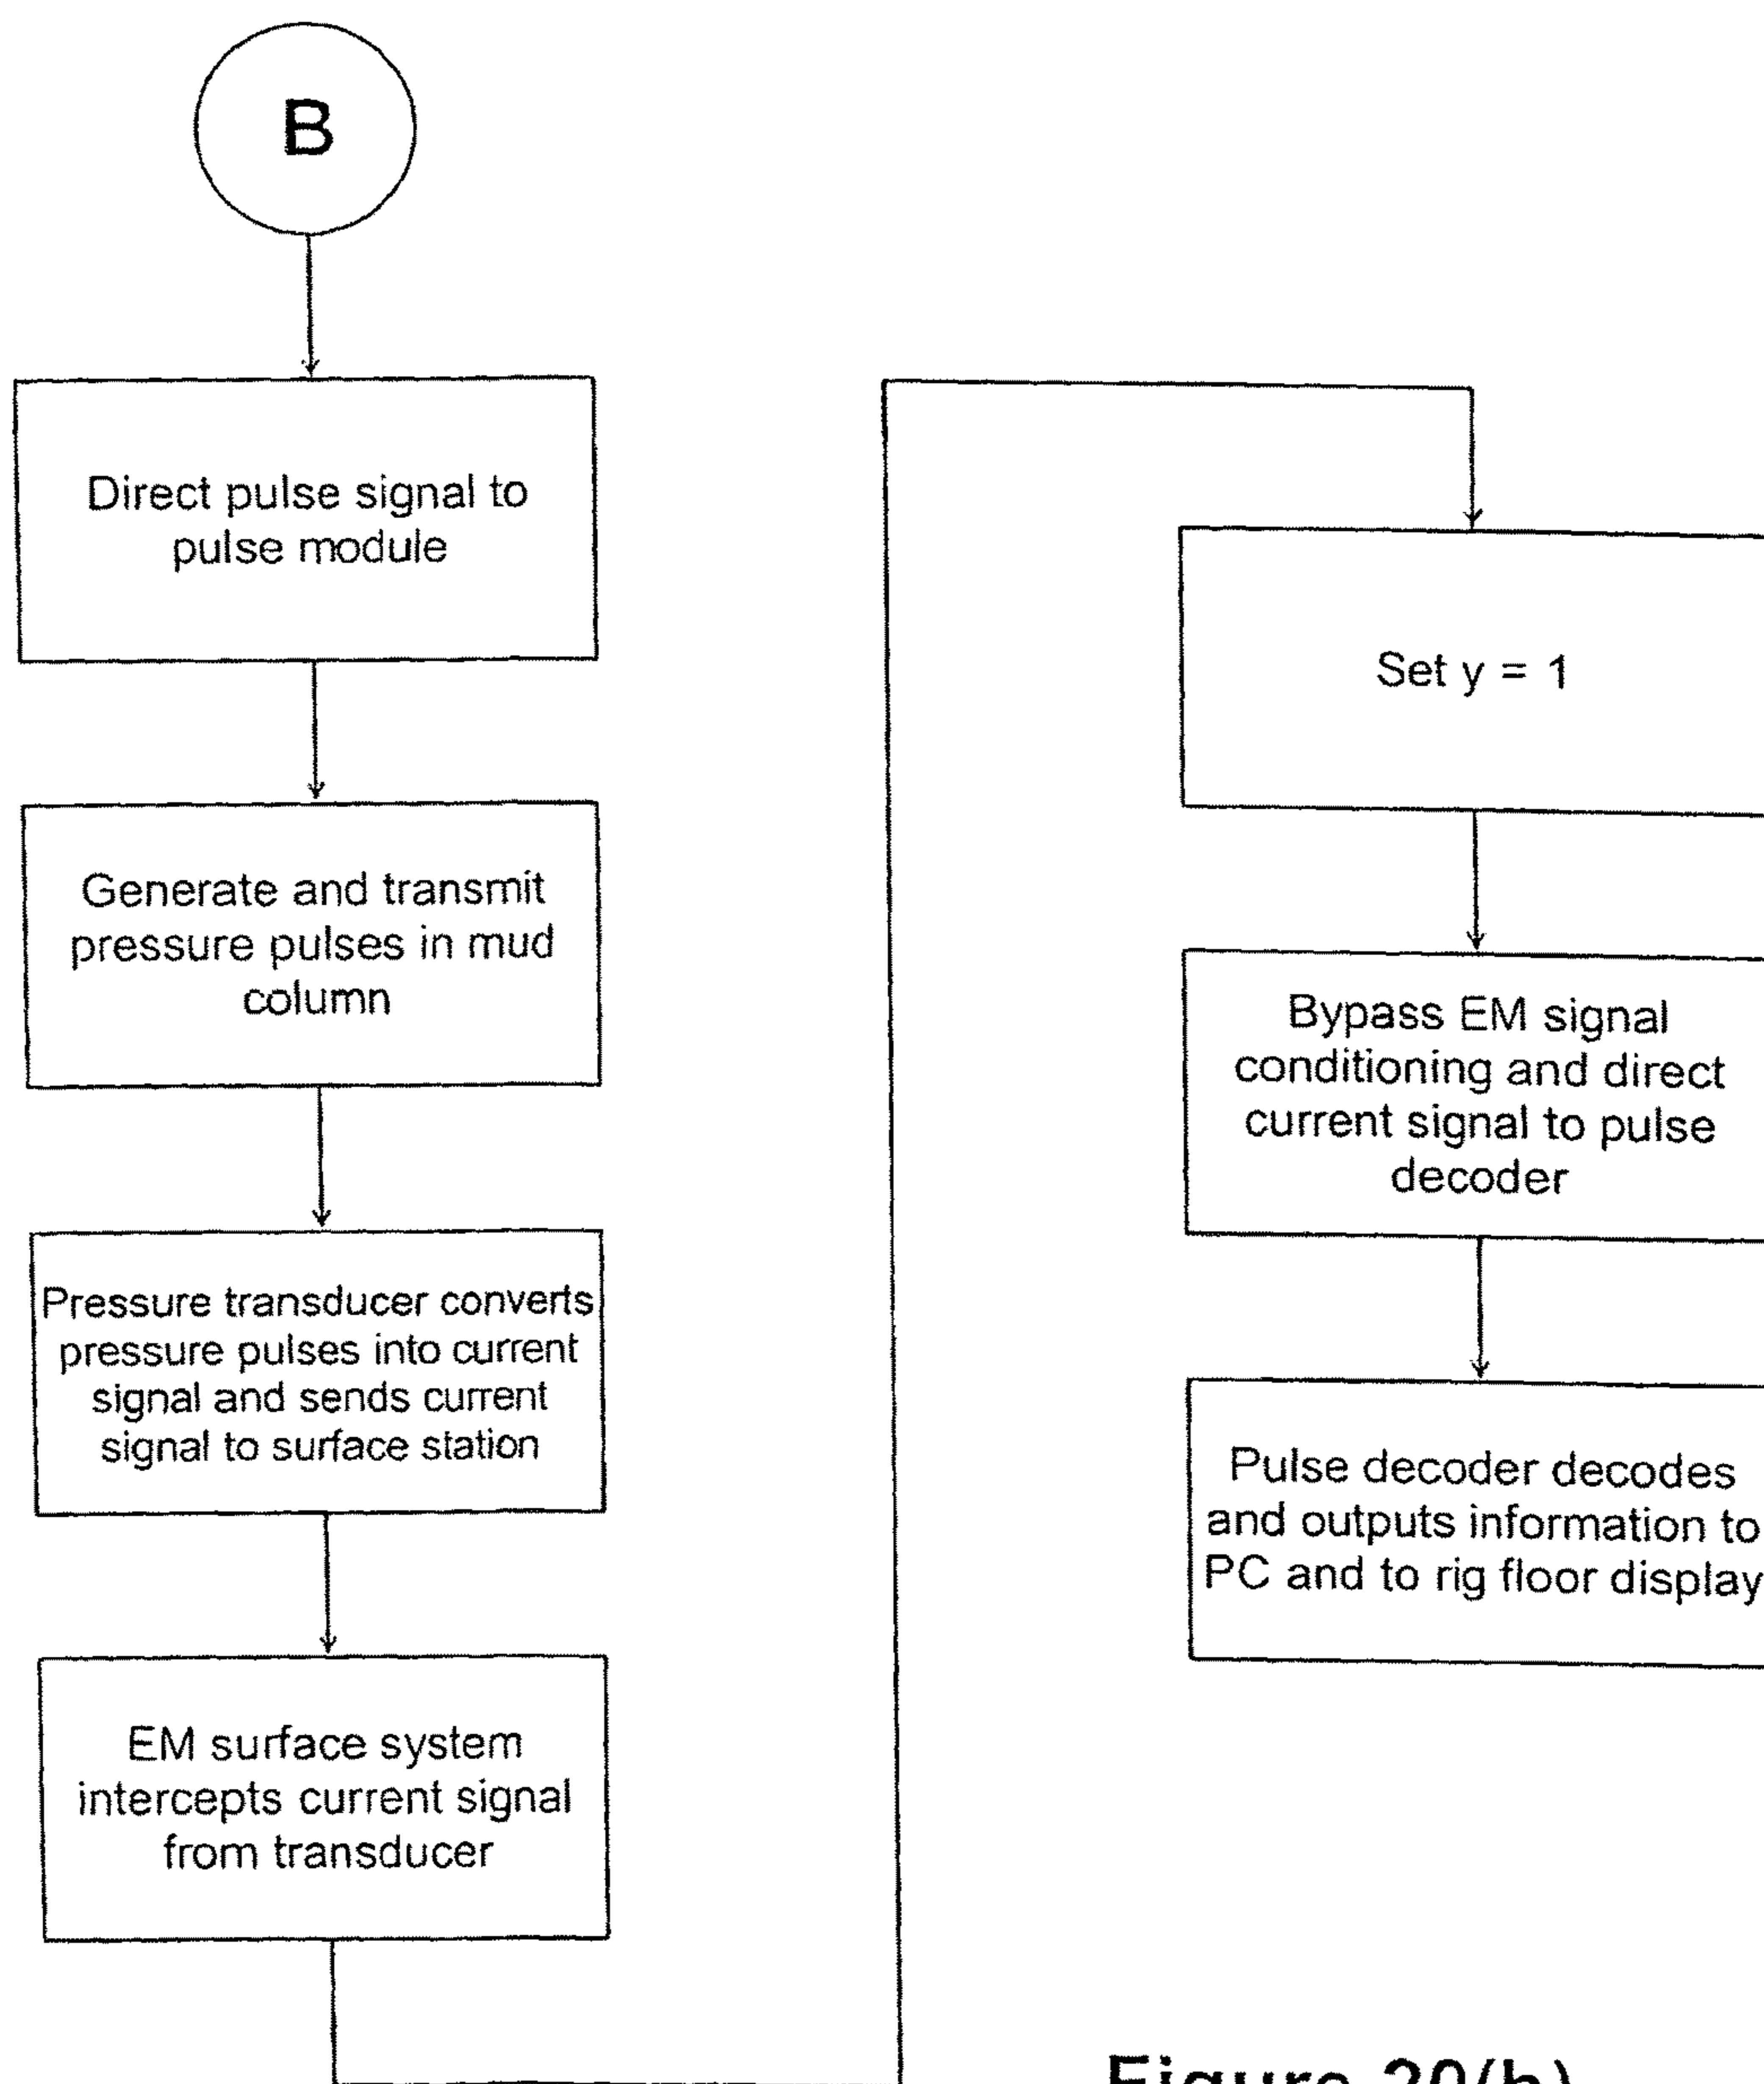 B
Direct pulse signal to
pulse module
Generate and transmit
pressure pulses in mud
column
Pressure transducer converts
pressure pulses into current
signal and sends current
signal to surface station
EM surface system
intercepts current signal
from transducer
Set y = 1
Bypass EM signal
conditioning and direct
current signal to pulse
decoder
Pulse decoder decodes
and outputs information to
PC and to rig floor display
Figure 20(b)